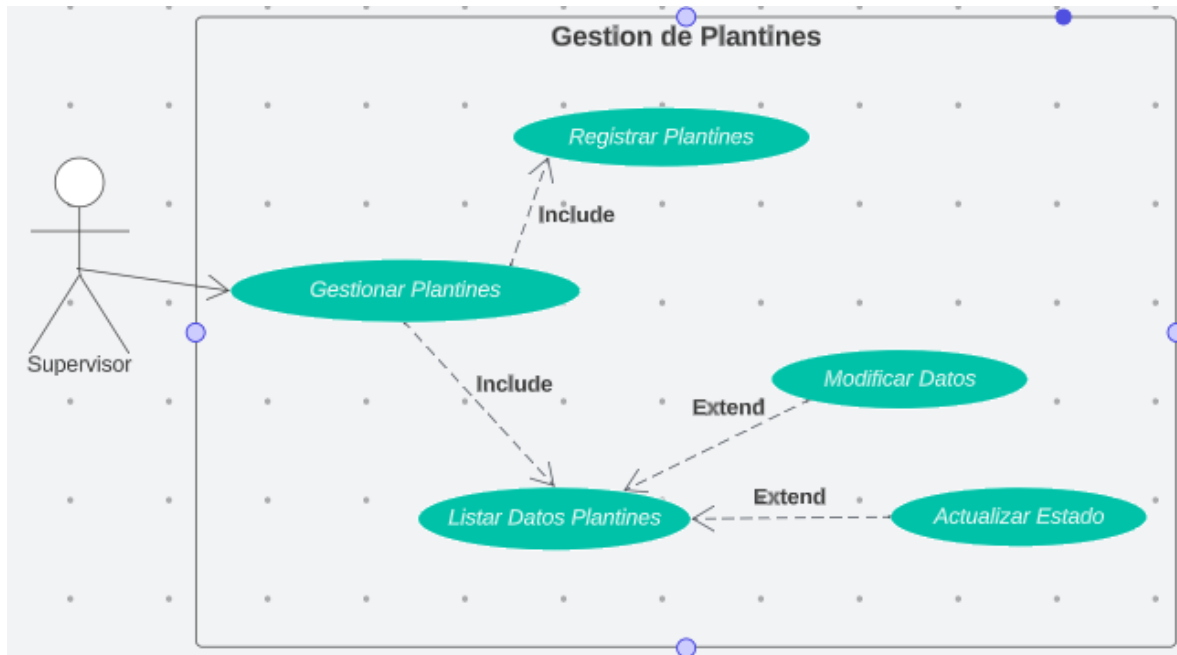 Gestion de Plantines
Registrar Plantines
Include
Gestionar Plantines
Supervisor
Include
Modificar Datos
Extend
Listar Datos Plantines
Extend
Actualizar Estado